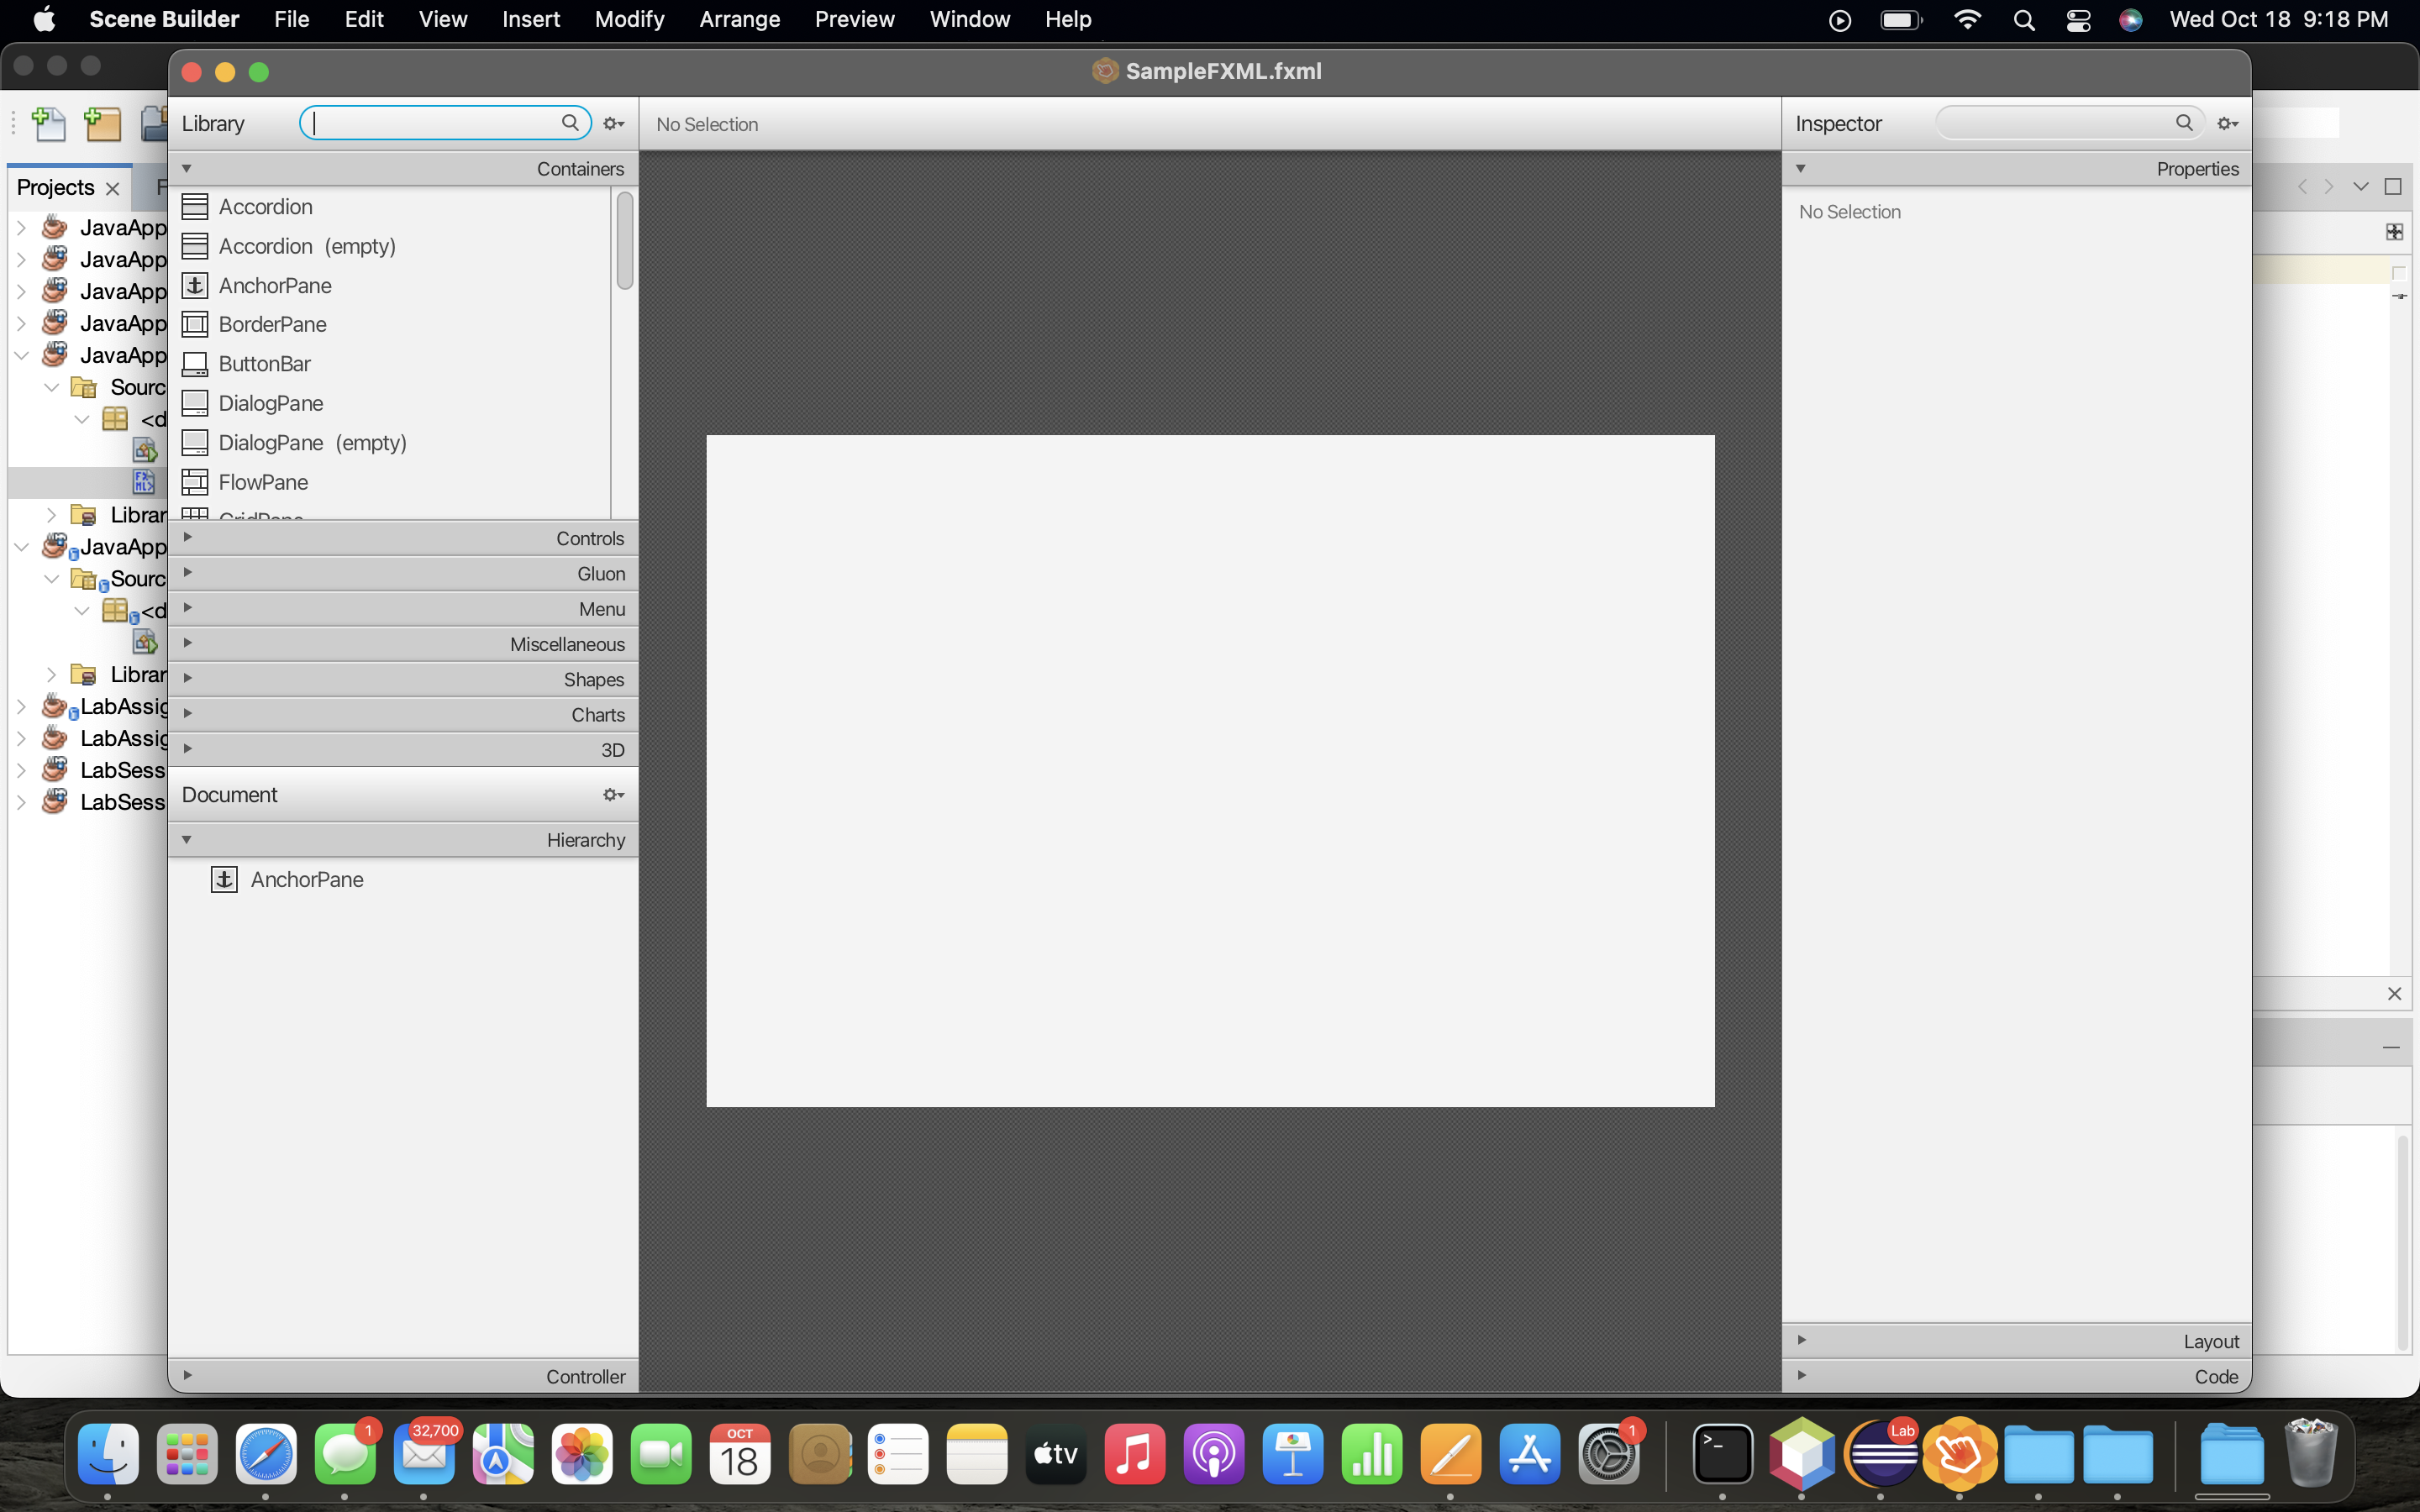 Scene Builder File Edit View Insert Modify Arrange Preview Window Help Wed Oct 18 9:18 PM
SampleFXML.fxml
Library
No Selection
Inspector
Containers
Properties
Projects
F
Accordion
Accordion (empty)
AnchorPane
BorderPane
ButtonBar
DialogPane
DialogPane (empty)
FlowPane
GridPane
Controls
Gluon
Menu
Miscellaneous
Shapes
Charts
3D
Document
Hierarchy
AnchorPane
Controller
No Selection
Layout
Code
JavaApp
JavaApp
JavaApp
JavaApp
JavaApp
Sourc
<d
FX
ML>
Librar
JavaApp
Sourc
<d
Librar
LabAssig
LabAssig
LabSess
LabSess
1
32,700
OCT
18
tv
1
>_
Lab